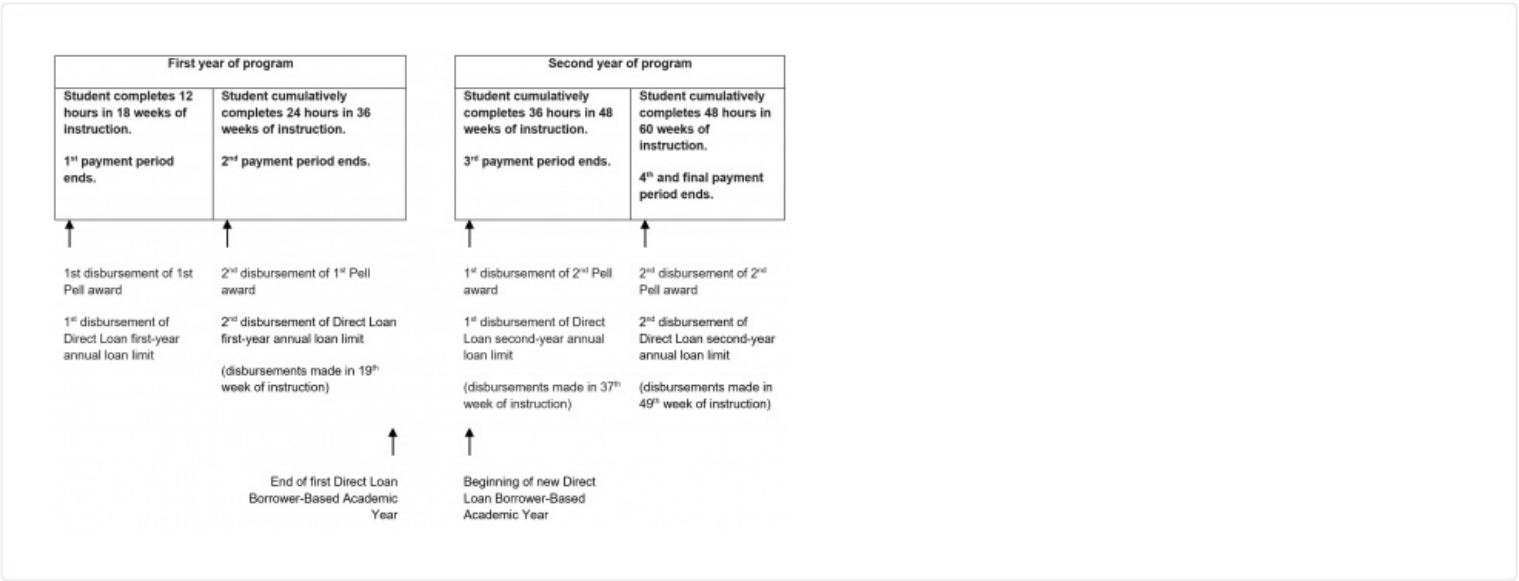 First year of program
Student completes 12
hours in 18 weeks of
instruction.
1st payment period
ends.
Student cumulatively
completes 24 hours in 36
weeks of instruction.
2nd payment period ends.
Second year of program
Student cumulatively
completes 36 hours in 48
weeks of instruction.
3rd payment period ends.
Student cumulatively
completes 48 hours in
60 weeks of
instruction.
4th and final payment
period ends.
1st disbursement of 1st
Pell award
1st disbursement of
Direct Loan first-year
annual loan limit
2nd disbursement of 1st Pell
award
2nd disbursement of Direct Loan
first-year annual loan limit
(disbursements made in 19th
week of instruction)
1st disbursement of 2nd Pell
award
1st disbursement of Direct
Loan second-year annual
loan limit
(disbursements made in 37th
week of instruction)
2nd disbursement of 2nd
Pell award
2nd disbursement of
Direct Loan second-year
annual loan limit
(disbursements made in
49th week of instruction)
End of first Direct Loan
Borrower-Based Academic
Year
Beginning of new Direct
Loan Borrower-Based
Academic Year